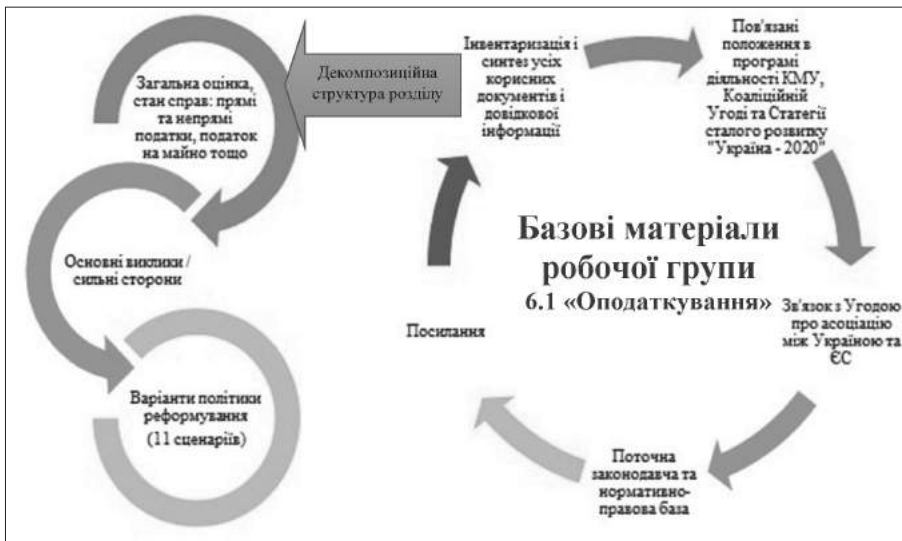 Загальна оцінка,
стан справ: прямі
та непрямі
податки, податок
на майно тощо
Основні виклики /
сильні сторони
Варіанти політики
реформування
(11 сценаріїв)
Декомпозиційна
структура розділу
Інвентаризація і
синтез усіх
корисних
документів і
довідкової
інформації
Пов'язані
положення в
програмі
діяльності КМУ,
Коаліційній
Угоді та Статегії
сталого розвитку
"Україна - 2020"
Зв'язок з Угодою
про асоціацію
між Україною та
ЄС
Поточна
законодавча та
нормативно-
правова база
Посилання
Базові матеріали
робочої групи
6.1 «Оподаткування»